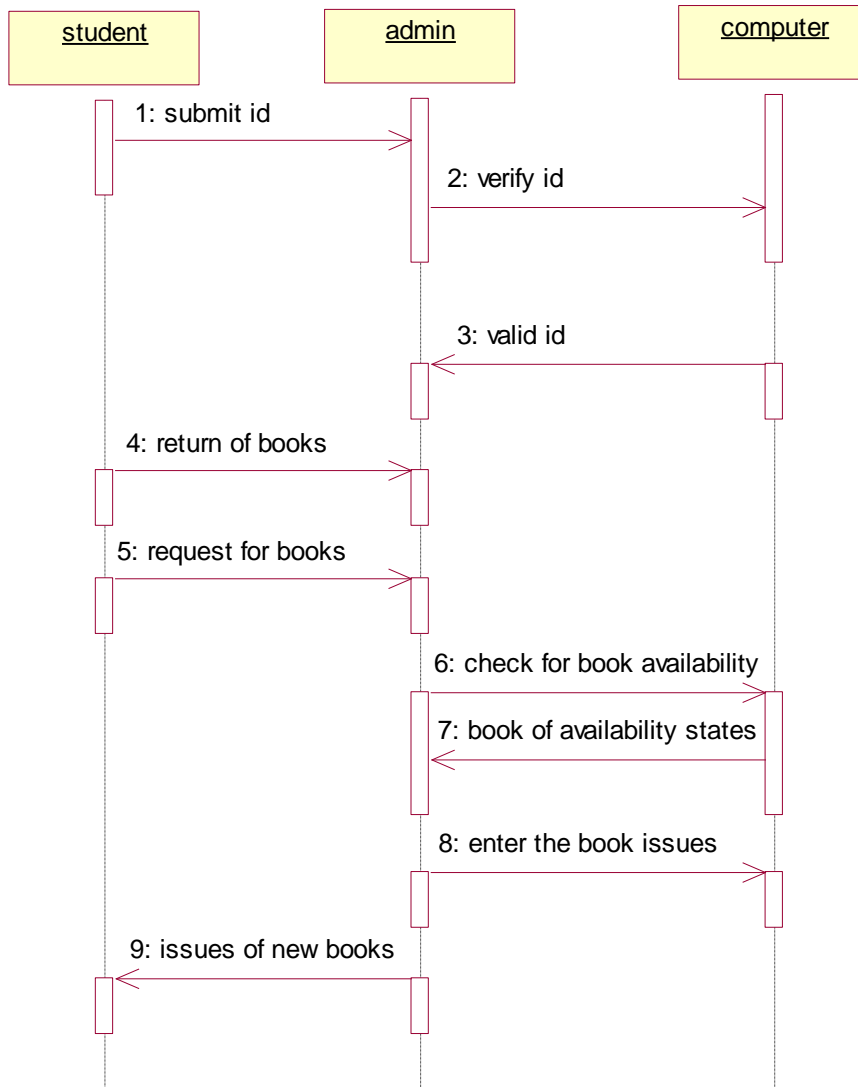 student
admin
computer
1: submit id
2: verify id
3: valid id
4: return of books
5: request for books
6: check for book availability
7: book of availability states
8: enter the book issues
9: issues of new books